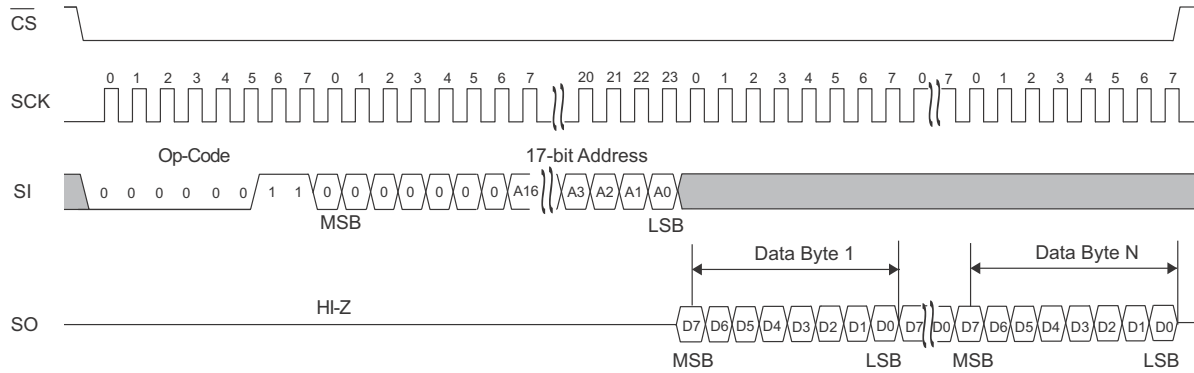 CS
0 1 2 3 4 5 6 7 0 1 2 3 4 5 6 7 20 21 22 23 0 1 2 3 4 5 6 7 0 7 0 1 2 3 4 5 6 7
SCK
Op-Code 17-bit Address
SI 0 0 0 0 0 0 1 1 0 0 0 0 0 0 0 A16 A3 A2 A1 A0
MSB LSB
Data Byte 1 Data Byte N
HI-Z
SO D7 D6 D5 D4 D3 D2 D1 D0 D7 D0 D7 D6 D5 D4 D3 D2 D1 D0
MSB LSB MSB LSB